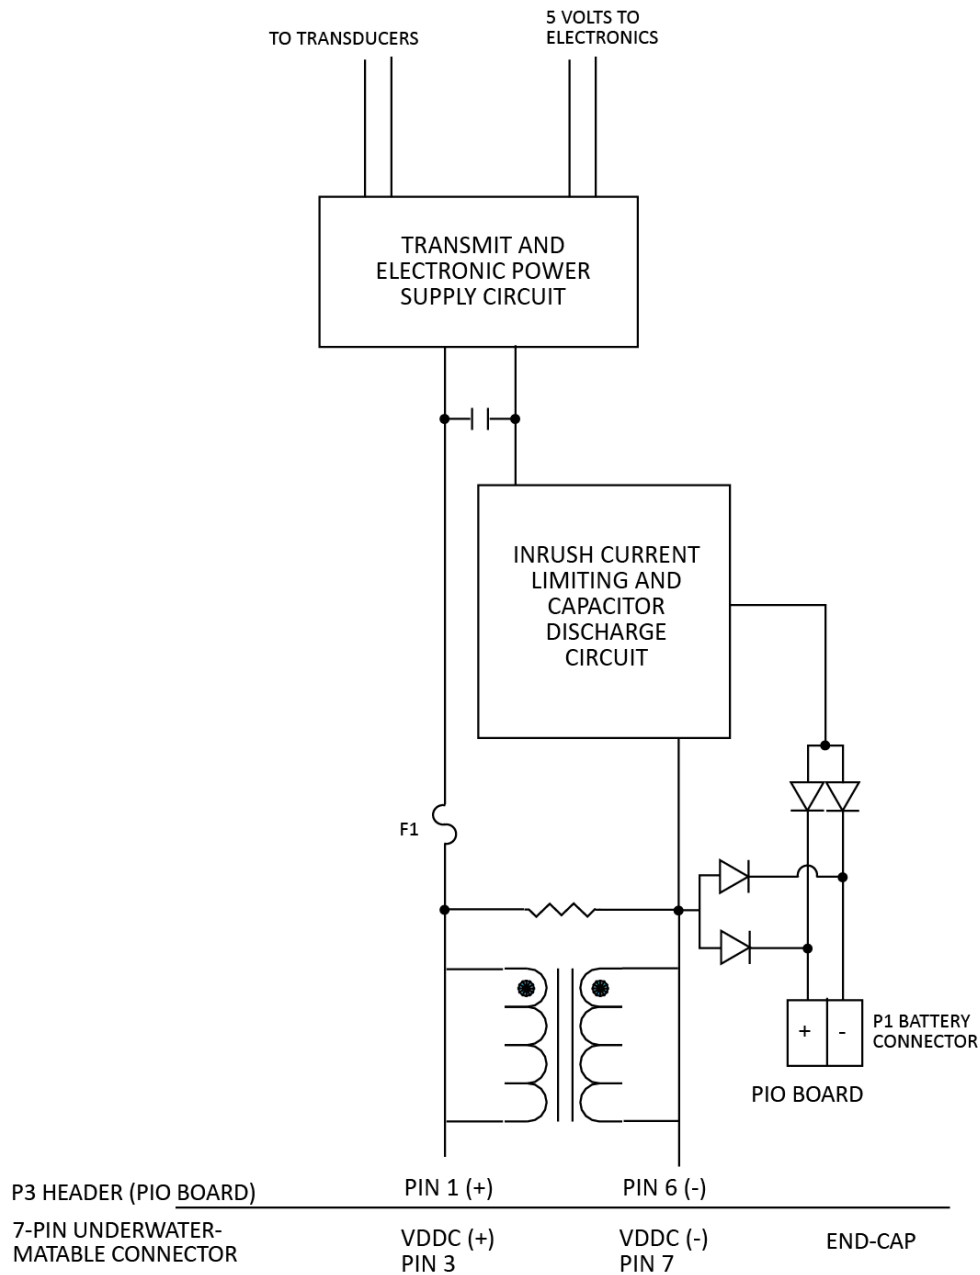 TO TRANSDUCERS
5 VOLTS TO
ELECTRONICS
TRANSMIT AND
ELECTRONIC POWER
SUPPLY CIRCUIT
INRUSH CURRENT
LIMITING AND
CAPACITOR
DISCHARGE
CIRCUIT
F1
+ -
P1 BATTERY
CONNECTOR
PIO BOARD
P3 HEADER (PIO BOARD)
PIN 1 (+)
PIN 6 (-)
7-PIN UNDERWATER-
MATABLE CONNECTOR
VDDC (+)
PIN 3
VDDC (-)
PIN 7
END-CAP